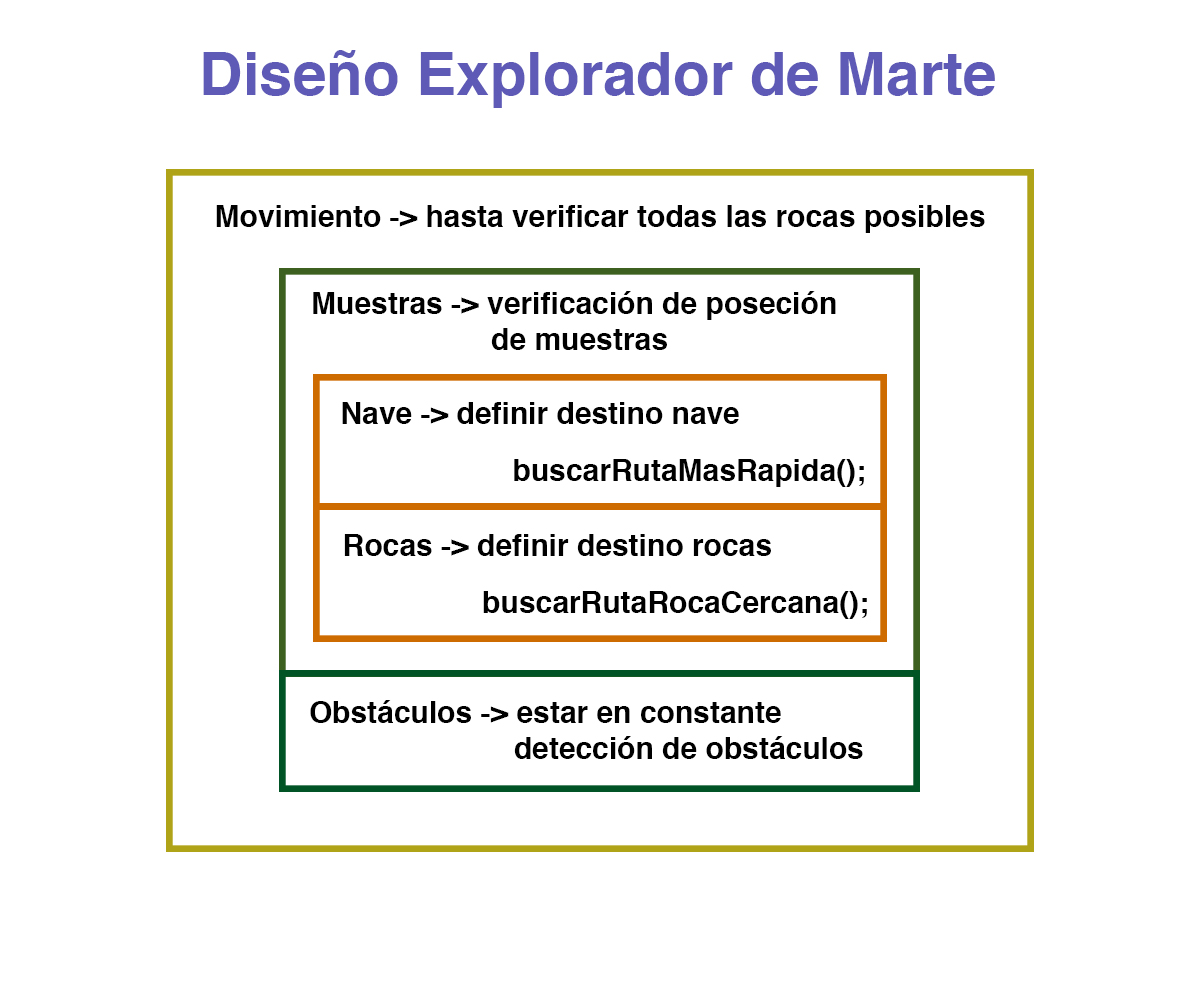 Diseño Explorador de Marte
Movimiento -> hasta verificar todas las rocas posibles
Muestras -> verificación de poseción
de muestras
Nave -> definir destino nave
buscarRutaMasRapida();
Rocas -> definir destino rocas
buscarRutaRocaCercana();
Obstáculos -> estar en constante
detección de obstáculos